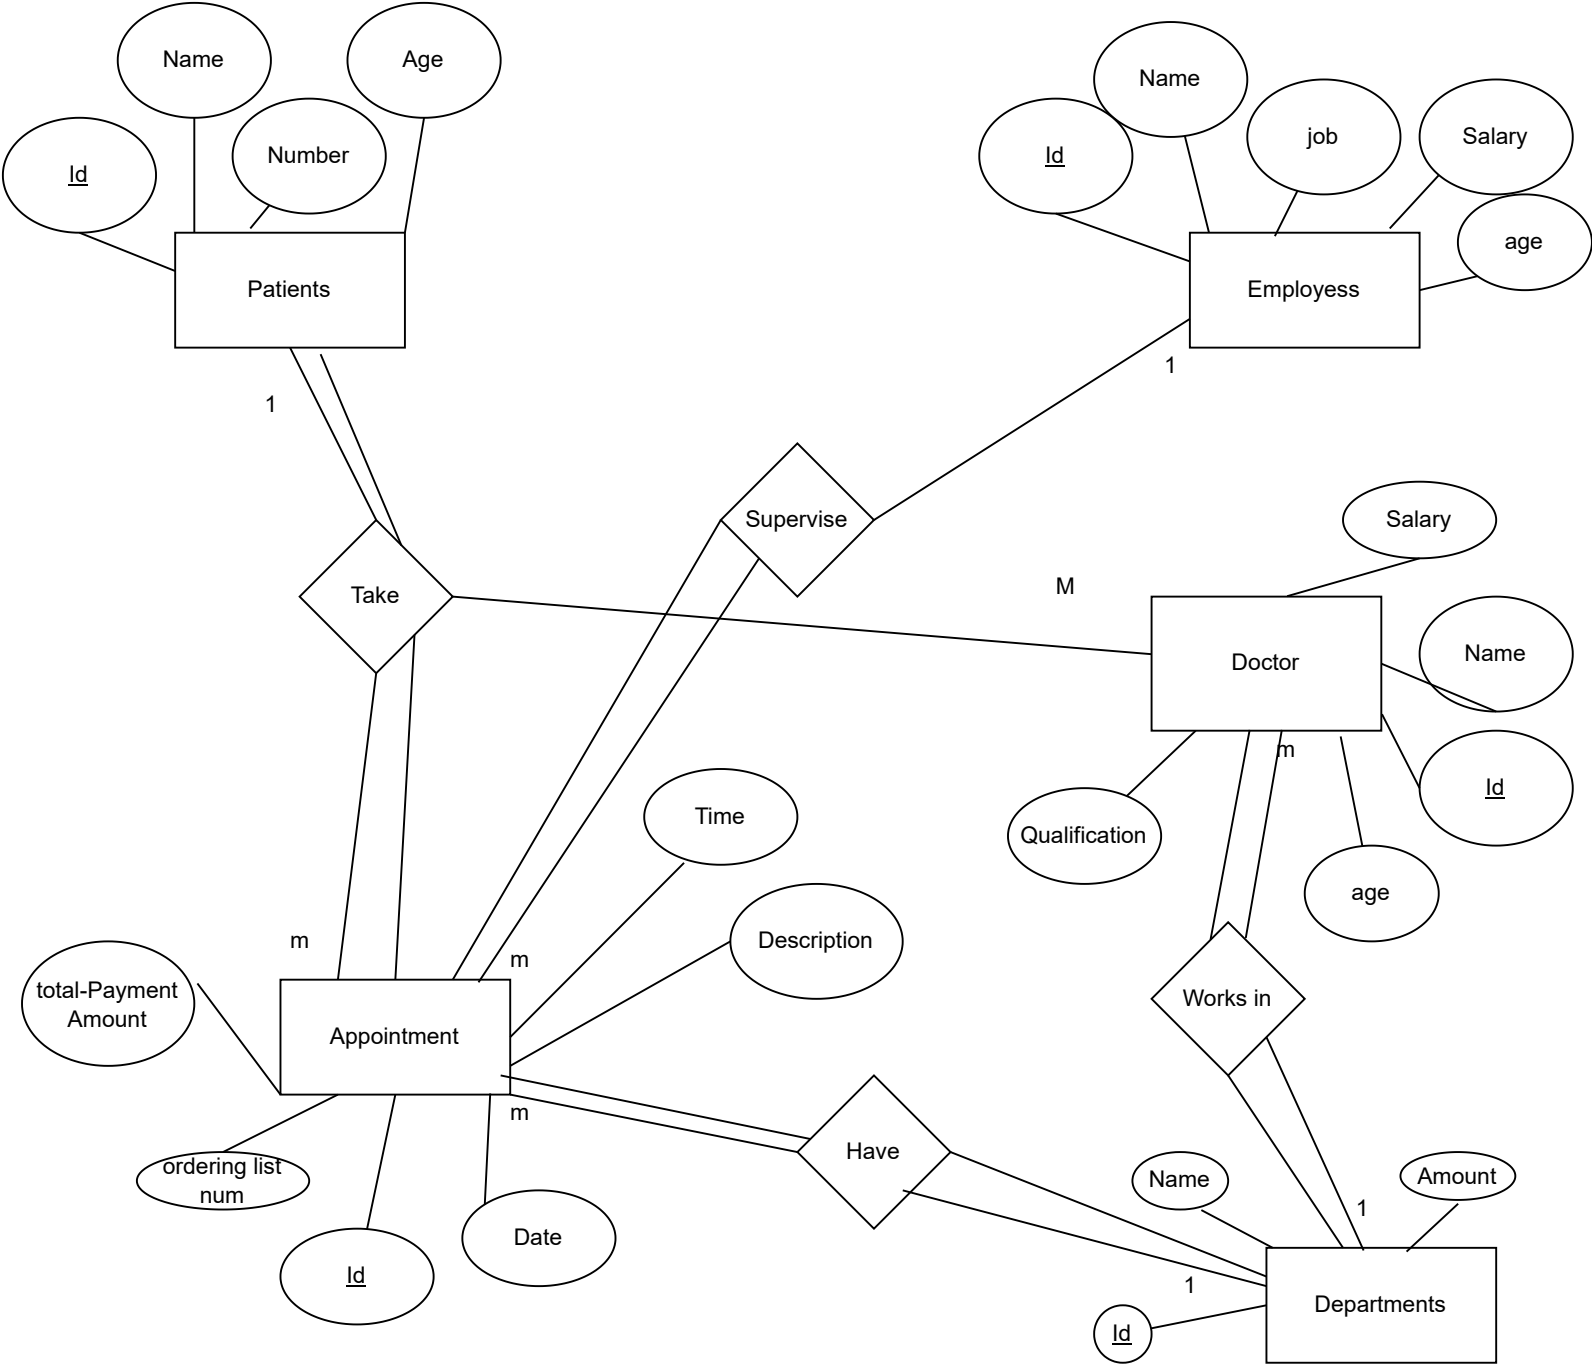 Name
Age
Number
Id
Patients
1
Name
Id
job
Salary
age
Employess
1
Supervise
Take
M
Salary
Doctor
Name
m
Id
Qualification
age
Time
Description
m
m
total-Payment
Amount
Appointment
m
ordering list
num
Id
Date
Works in
Have
Name
1
Amount
1
Id
Departments